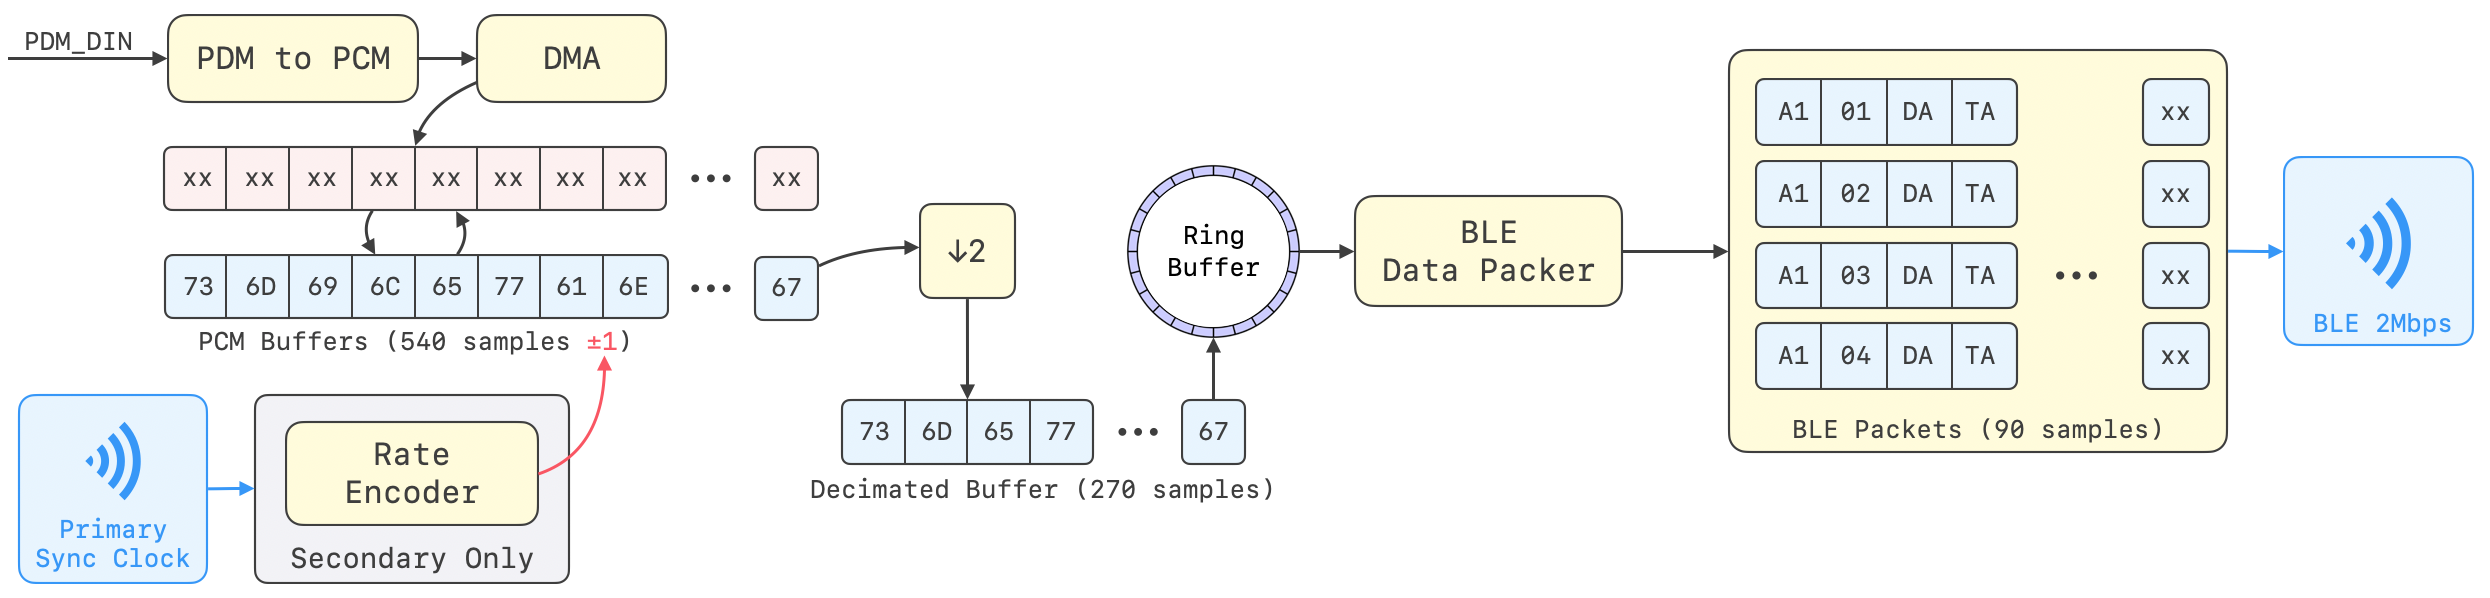 PDM_DIN
PDM to PCM
DMA
xx xx xx xx xx xx xx xx ••• xx
73 6D 69 6C 65 77 61 6E ••• 67
PCM Buffers (540 samples ±1)
Primary
Sync Clock
Rate
Encoder
Secondary Only
↓2
73 6D 65 77 ••• 67
Decimated Buffer (270 samples)
Ring
Buffer
BLE
Data Packer
A1 01 DA TA xx
A1 02 DA TA xx
A1 03 DA TA ••• xx
A1 04 DA TA xx
BLE Packets (90 samples)
BLE 2Mbps